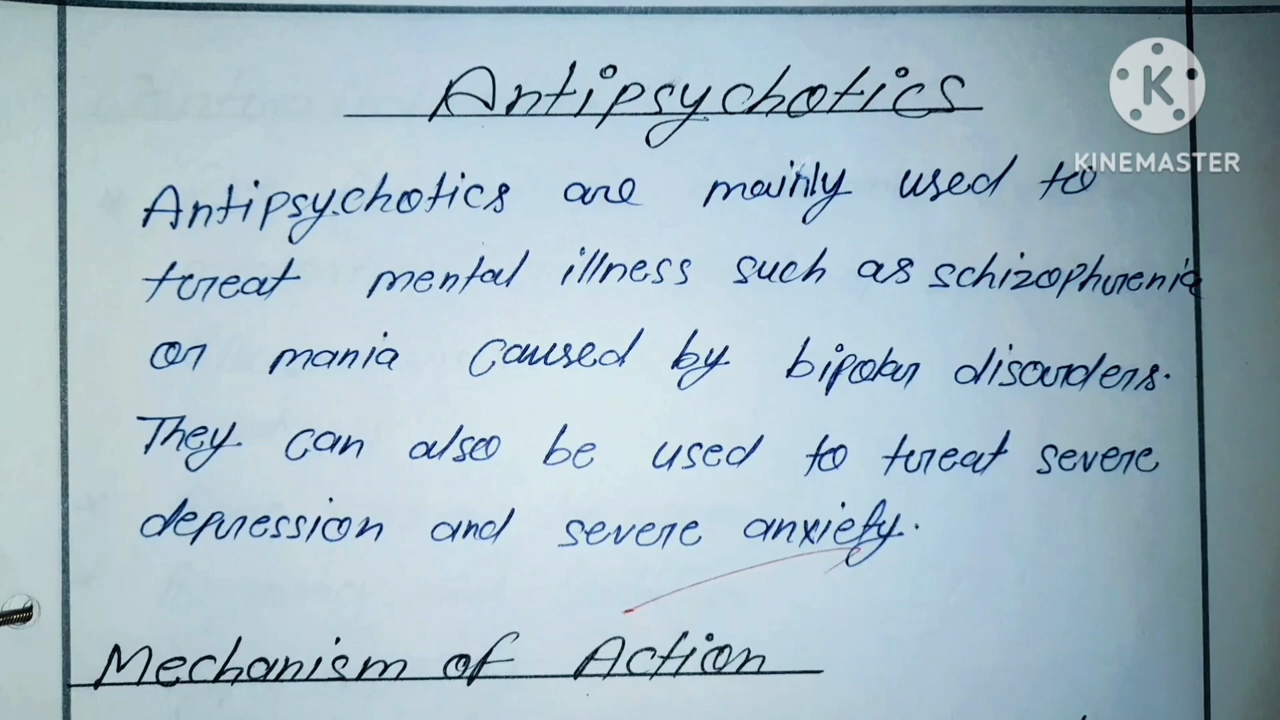 Antipsychotics
K
KINEMASTER
Antipsychotics are mainly used to
treat mental illness such as schizophrenia
or mania caused by bipolar disorders.
They can also be used to treat severe
depression and severe anxiety.
Mechanism of Action